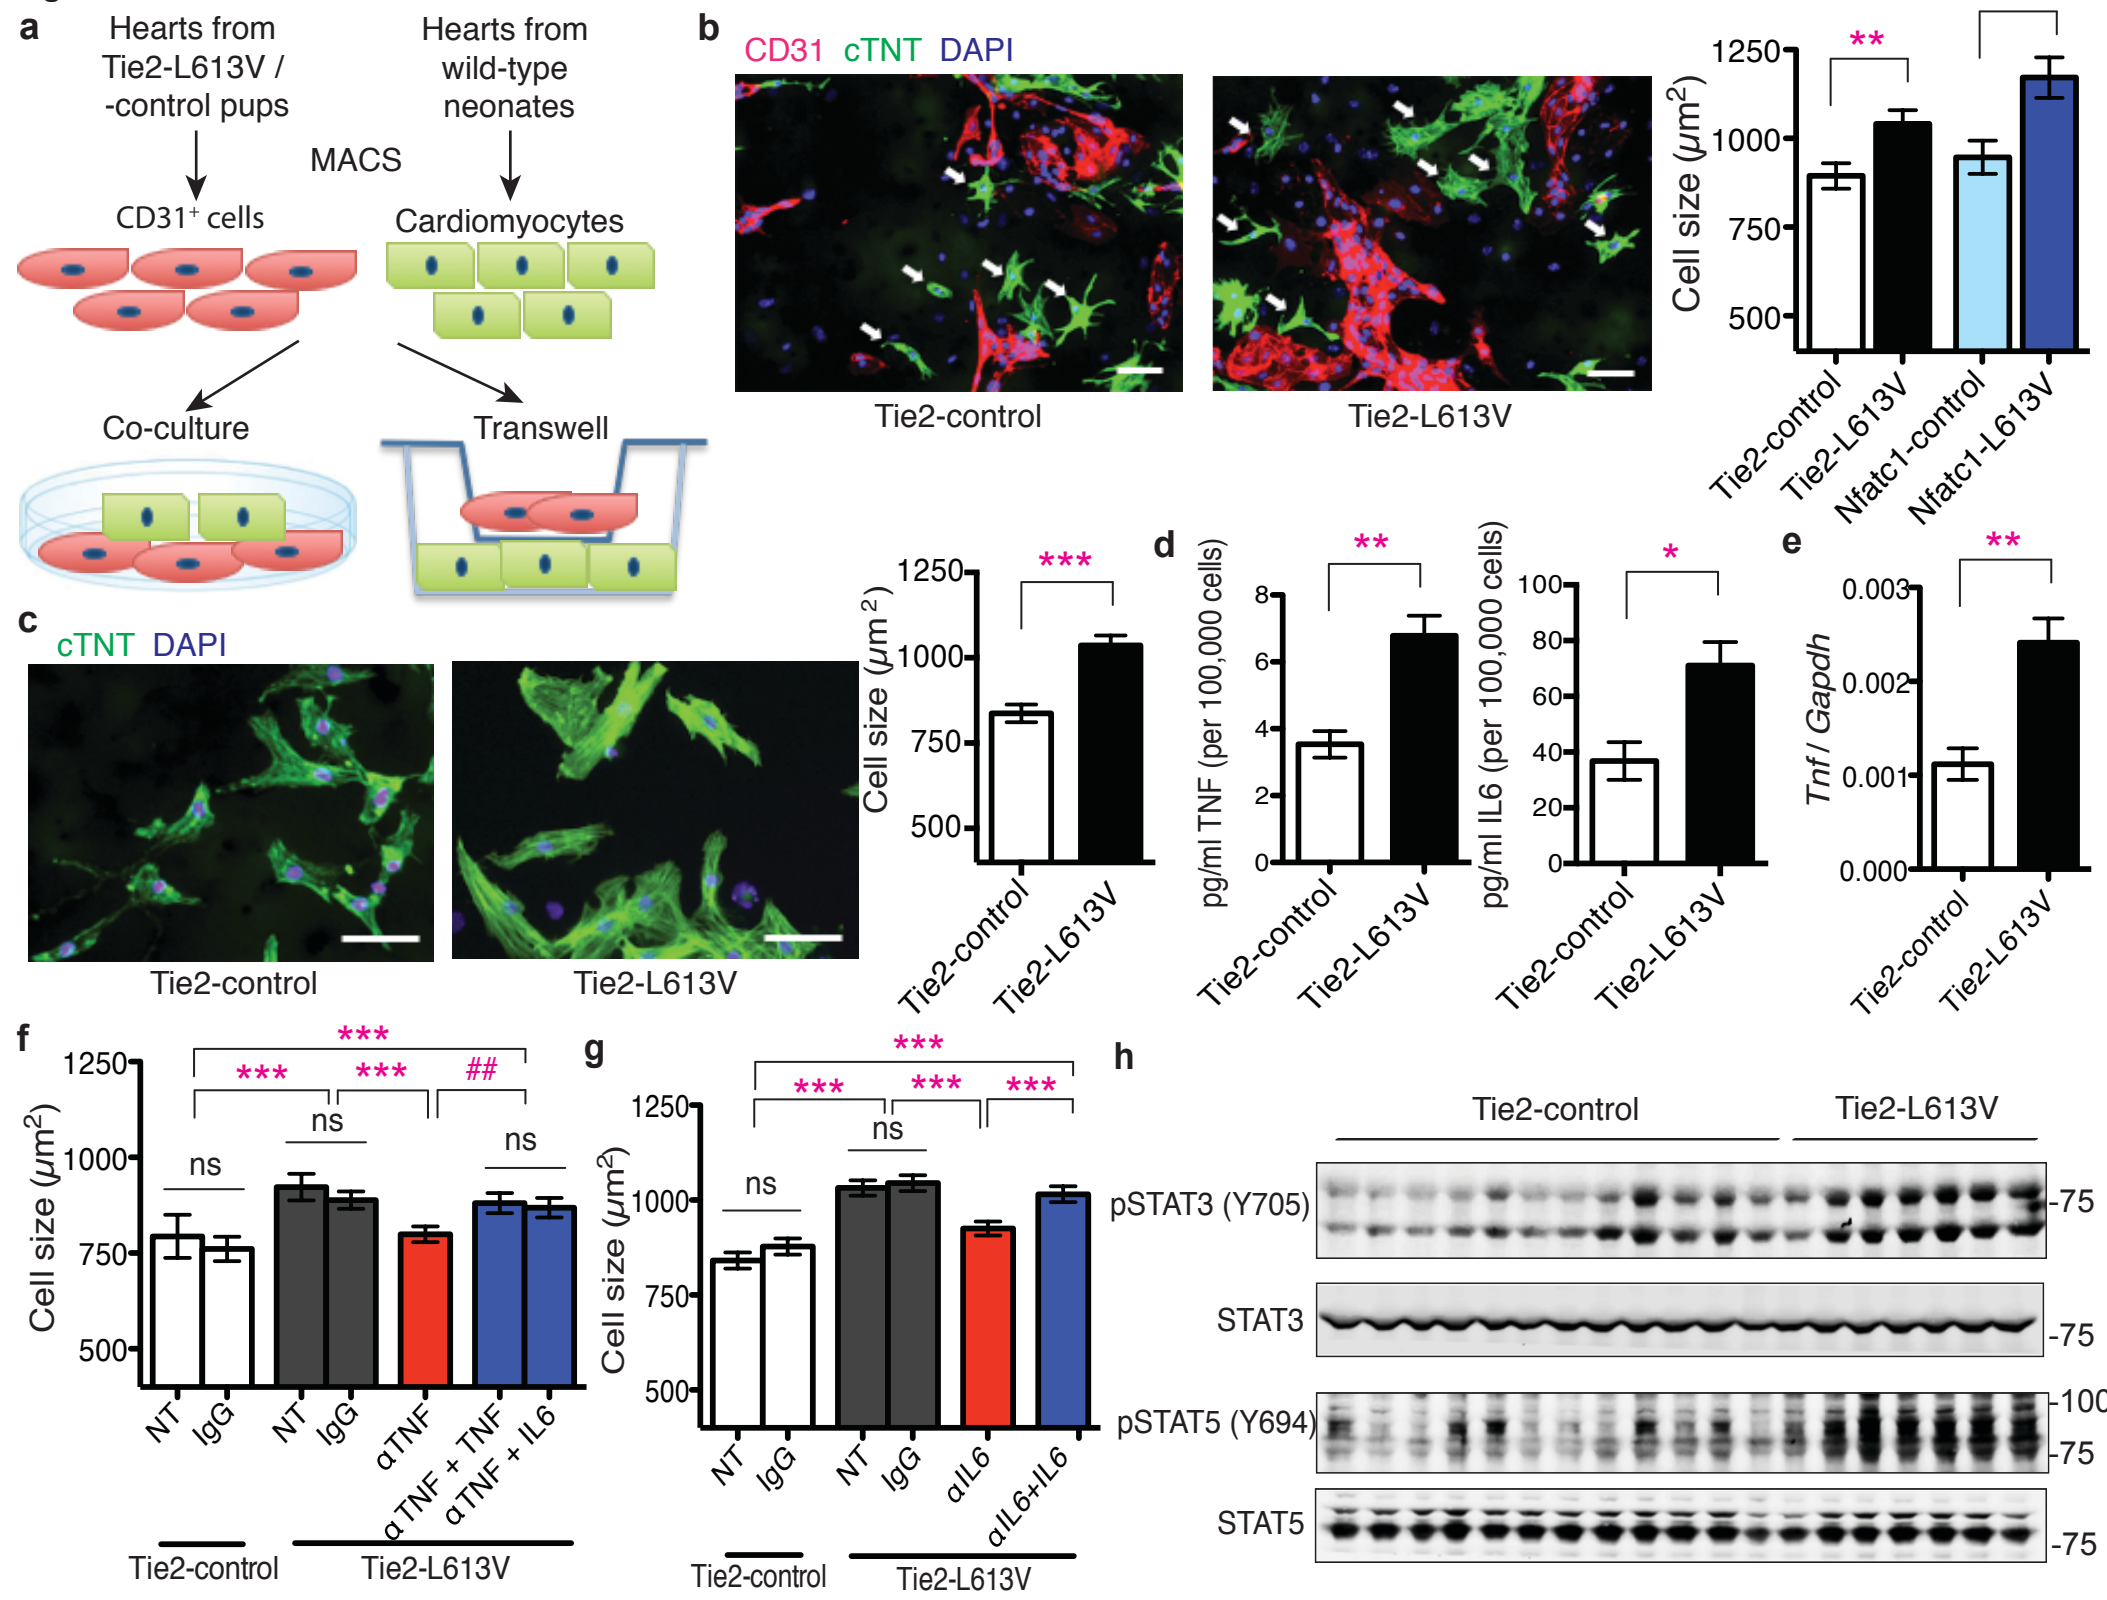 a
Hearts from
Tie2-L613V /
-control pups
Hearts from
wild-type
neonates
MACS
CD31+ cells
Cardiomyocytes
Co-culture
Transwell
b
CD31 cTNT DAPI
Tie2-control
Tie2-L613V
Cell size (µm²)
1250
1000
750
500
**
Tie2-control
Tie2-L613V
Nfatc1-control
Nfatc1-L613V
c
cTNT DAPI
Tie2-control
Tie2-L613V
Cell size (µm²)
1250
1000
750
500
***
Tie2-control
Tie2-L613V
d
pg/ml TNF (per 100,000 cells)
8
6
4
2
0
**
Tie2-control
Tie2-L613V
pg/ml IL6 (per 100,000 cells)
100
80
60
40
20
0
*
Tie2-control
Tie2-L613V
e
Tnf / Gapdh
0.003
0.002
0.001
0.000
**
Tie2-control
Tie2-L613V
f
Cell size (µm²)
1250
1000
750
500
***
*** *** ##
ns
ns
ns
NT
IgG
NT
IgG
αTNF
αTNF + TNF
αTNF + IL6
Tie2-control
Tie2-L613V
g
Cell size (µm²)
1250
1000
750
500
***
*** *** ***
ns
ns
NT
IgG
NT
IgG
αIL6
αIL6+IL6
Tie2-control
Tie2-L613V
h
Tie2-control
Tie2-L613V
pSTAT3 (Y705)
-75
STAT3
-75
pSTAT5 (Y694)
-100
-75
STAT5
-75